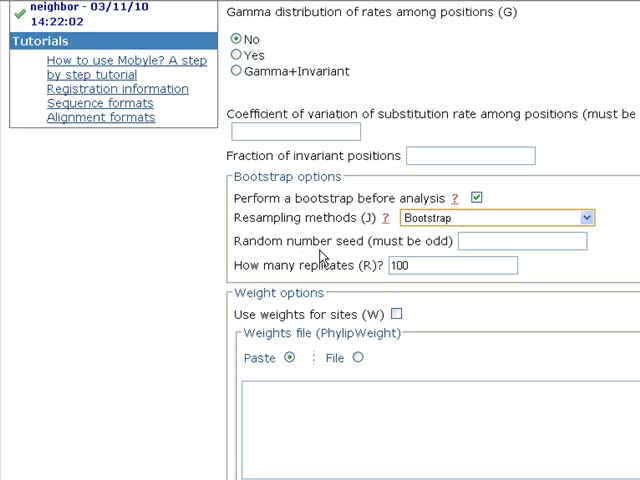 neighbor - 03/11/10
14:22:02
Tutorials
How to use Mobyle? A step
by step tutorial
Registration information
Sequence formats
Alignment formats
Gamma distribution of rates among positions (G)
No
Yes
Gamma+Invariant
Coefficient of variation of substitution rate among positions (must be
Fraction of invariant positions
Bootstrap options
Perform a bootstrap before analysis ?
Resampling methods (J) ? Bootstrap
Random number seed (must be odd)
How many replicates (R)? 100
Weight options
Use weights for sites (W)
Weights file (PhylipWeight)
Paste File